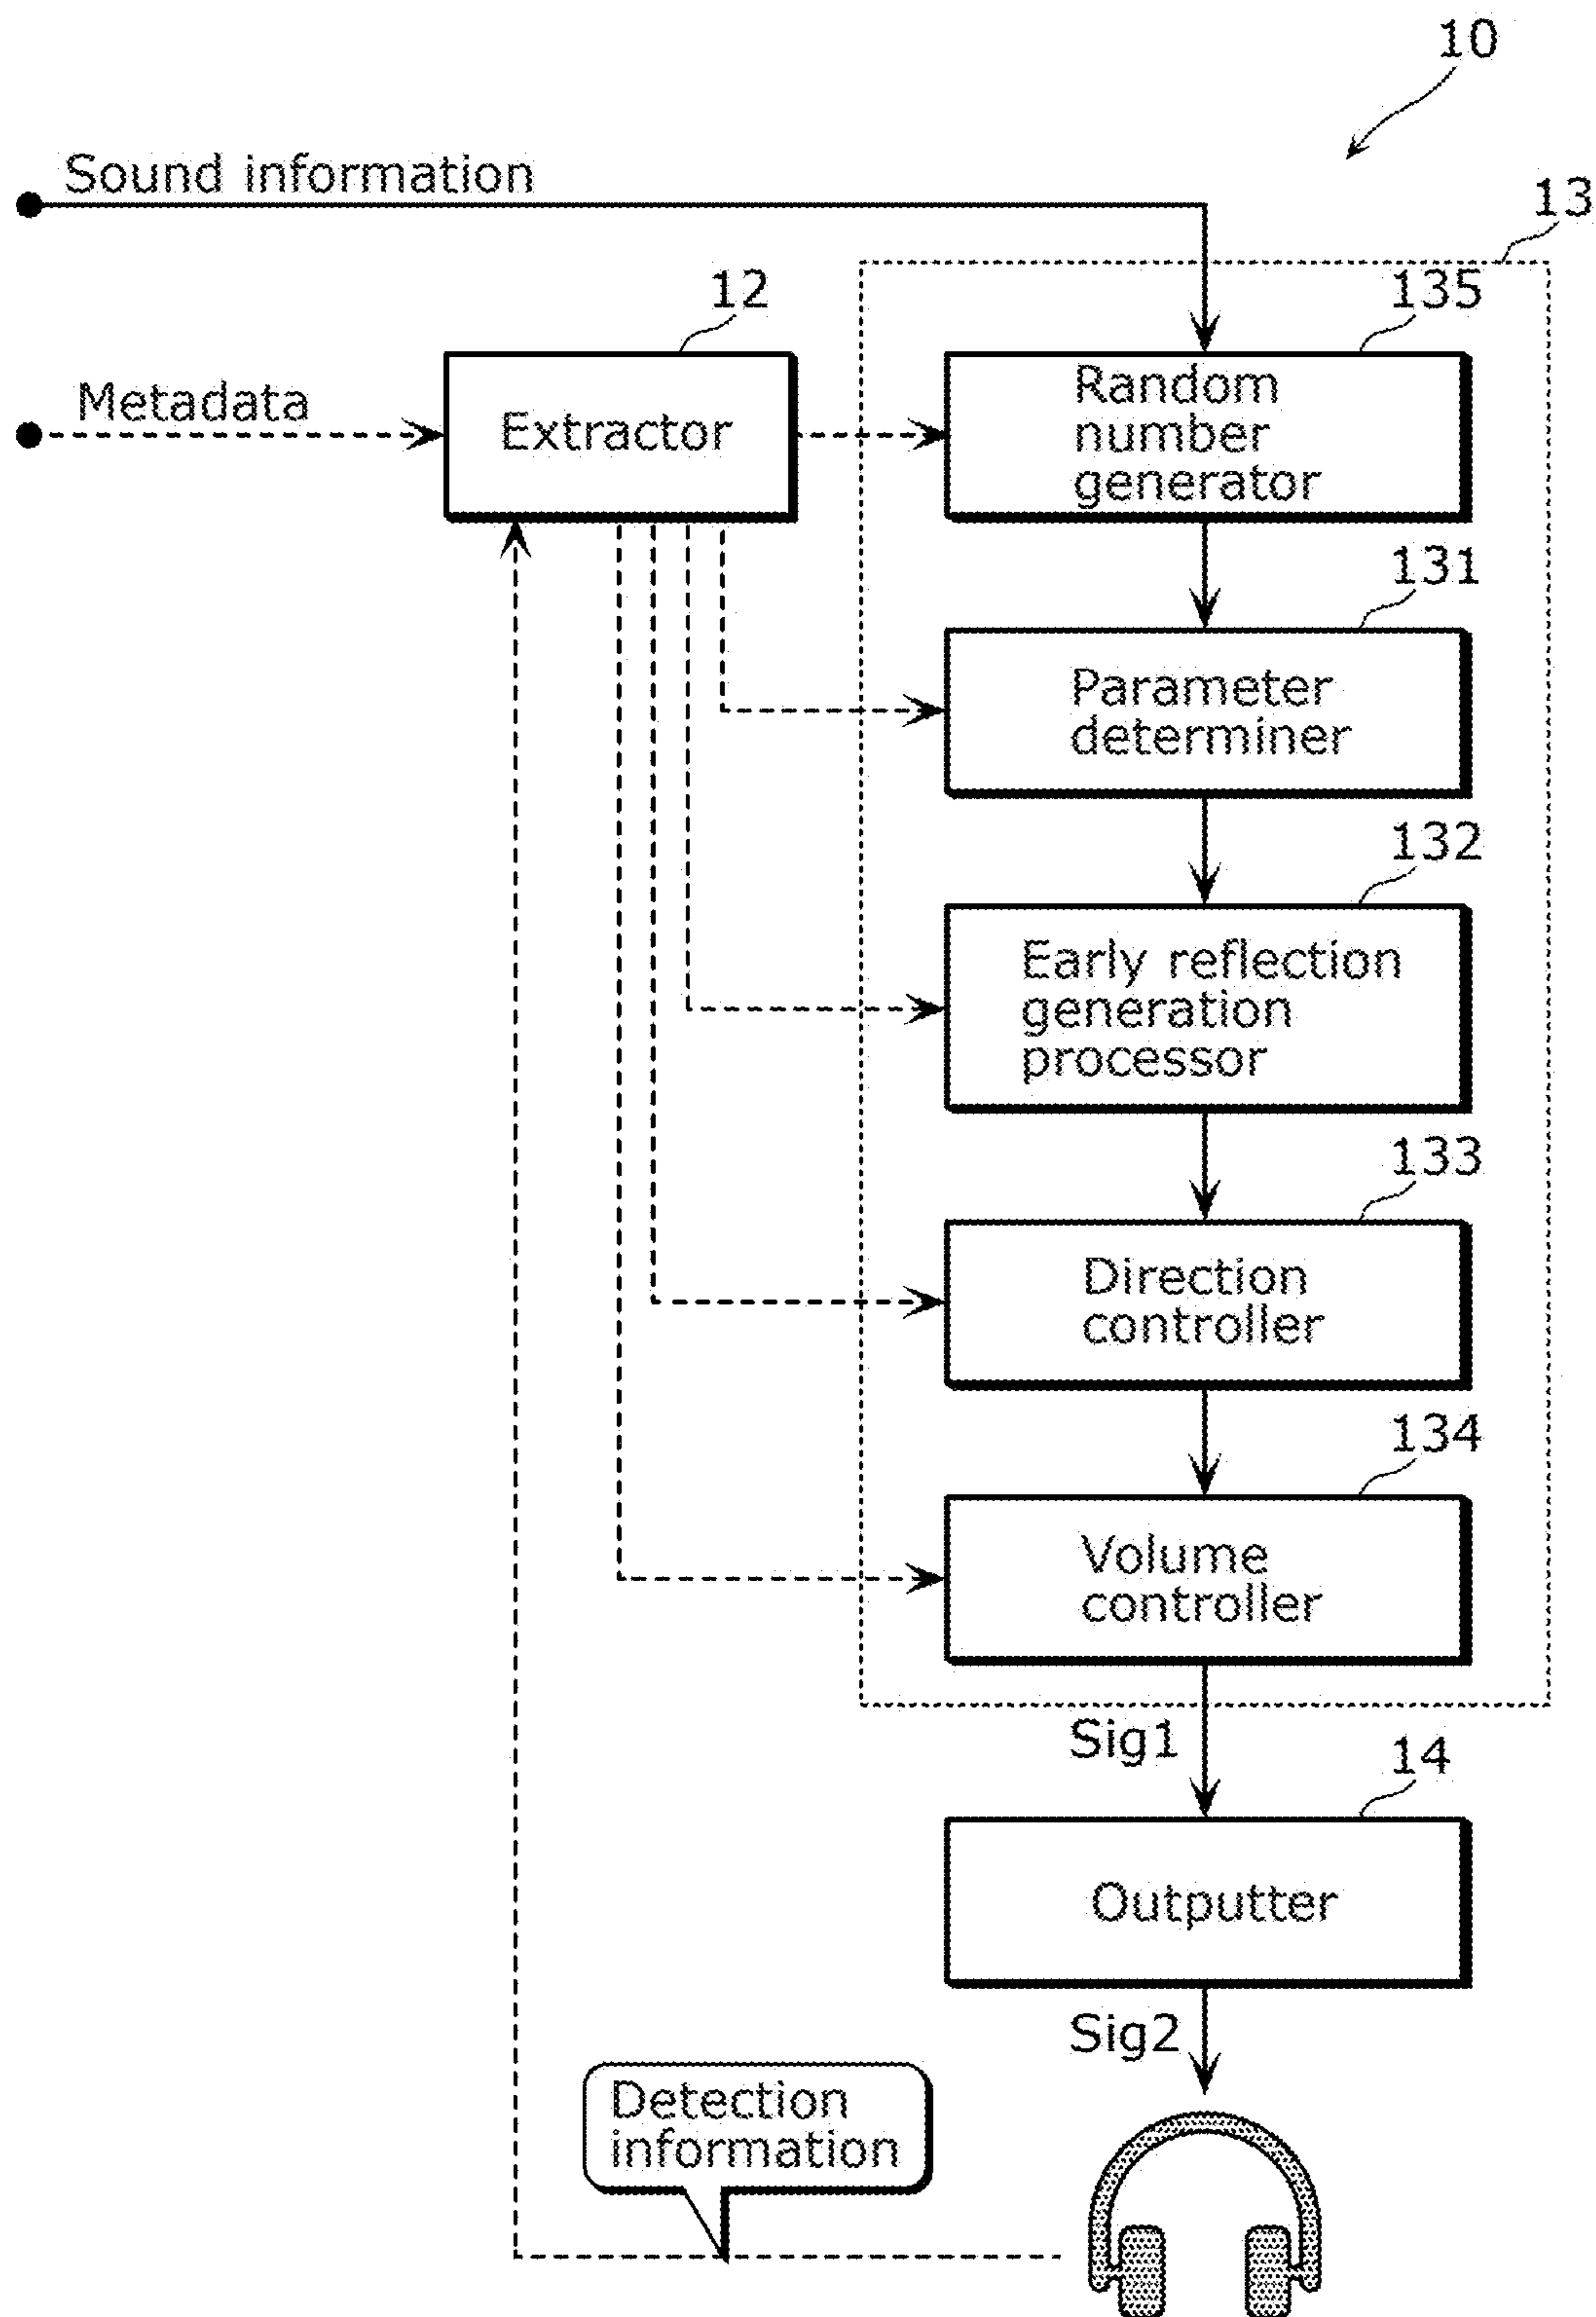 10
Sound information
13
12
135
Metadata
Extractor
Random
number
generator
131
Parameter
determiner
132
Early reflection
generation
processor
133
Direction
controller
134
Volume
controller
Sig1
14
Outputter
Sig2
Detection
information